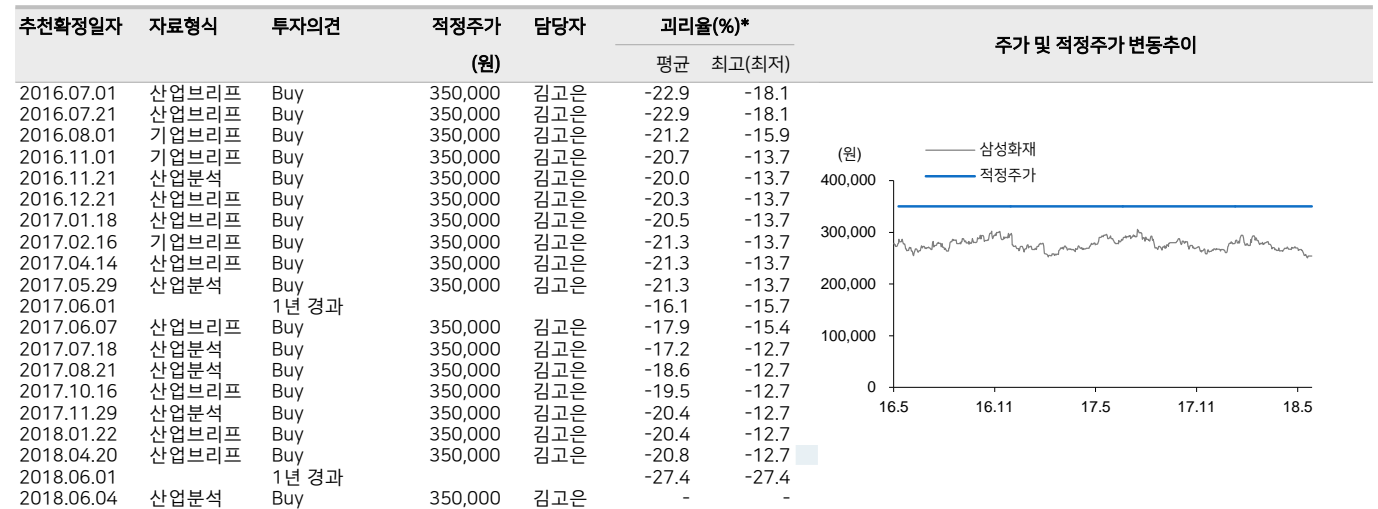 추천확정일자 자료형식 투자의견 적정주가 담당자 괴리율(%)* 주가 및 적정주가 변동추이
(원) 평균 최고(최저)
2016.07.01 산업브리프 Buy 350,000 김고은 -22.9 -18.1
2016.07.21 산업브리프 Buy 350,000 김고은 -22.9 -18.1
2016.08.01 기업브리프 Buy 350,000 김고은 -21.2 -15.9
2016.11.01 기업브리프 Buy 350,000 김고은 -20.7 -13.7
2016.11.21 산업분석 Buy 350,000 김고은 -20.0 -13.7
2016.12.21 산업브리프 Buy 350,000 김고은 -20.3 -13.7
2017.01.18 산업브리프 Buy 350,000 김고은 -20.5 -13.7
2017.02.16 기업브리프 Buy 350,000 김고은 -21.3 -13.7
2017.04.14 산업브리프 Buy 350,000 김고은 -21.3 -13.7
2017.05.29 산업분석 Buy 350,000 김고은 -21.3 -13.7
2017.06.01 1년 경과 -16.1 -15.7
2017.06.07 산업브리프 Buy 350,000 김고은 -17.9 -15.4
2017.07.18 산업분석 Buy 350,000 김고은 -17.2 -12.7
2017.08.21 산업분석 Buy 350,000 김고은 -18.6 -12.7
2017.10.16 산업브리프 Buy 350,000 김고은 -19.5 -12.7
2017.11.29 산업분석 Buy 350,000 김고은 -20.4 -12.7
2018.01.22 산업브리프 Buy 350,000 김고은 -20.4 -12.7
2018.04.20 산업브리프 Buy 350,000 김고은 -20.8 -12.7
2018.06.01 1년 경과 -27.4 -27.4
2018.06.04 산업분석 Buy 350,000 김고은 - -
(원) 삼성화재
적정주가
400,000
300,000
200,000
100,000
0
16.5 16.11 17.5 17.11 18.5